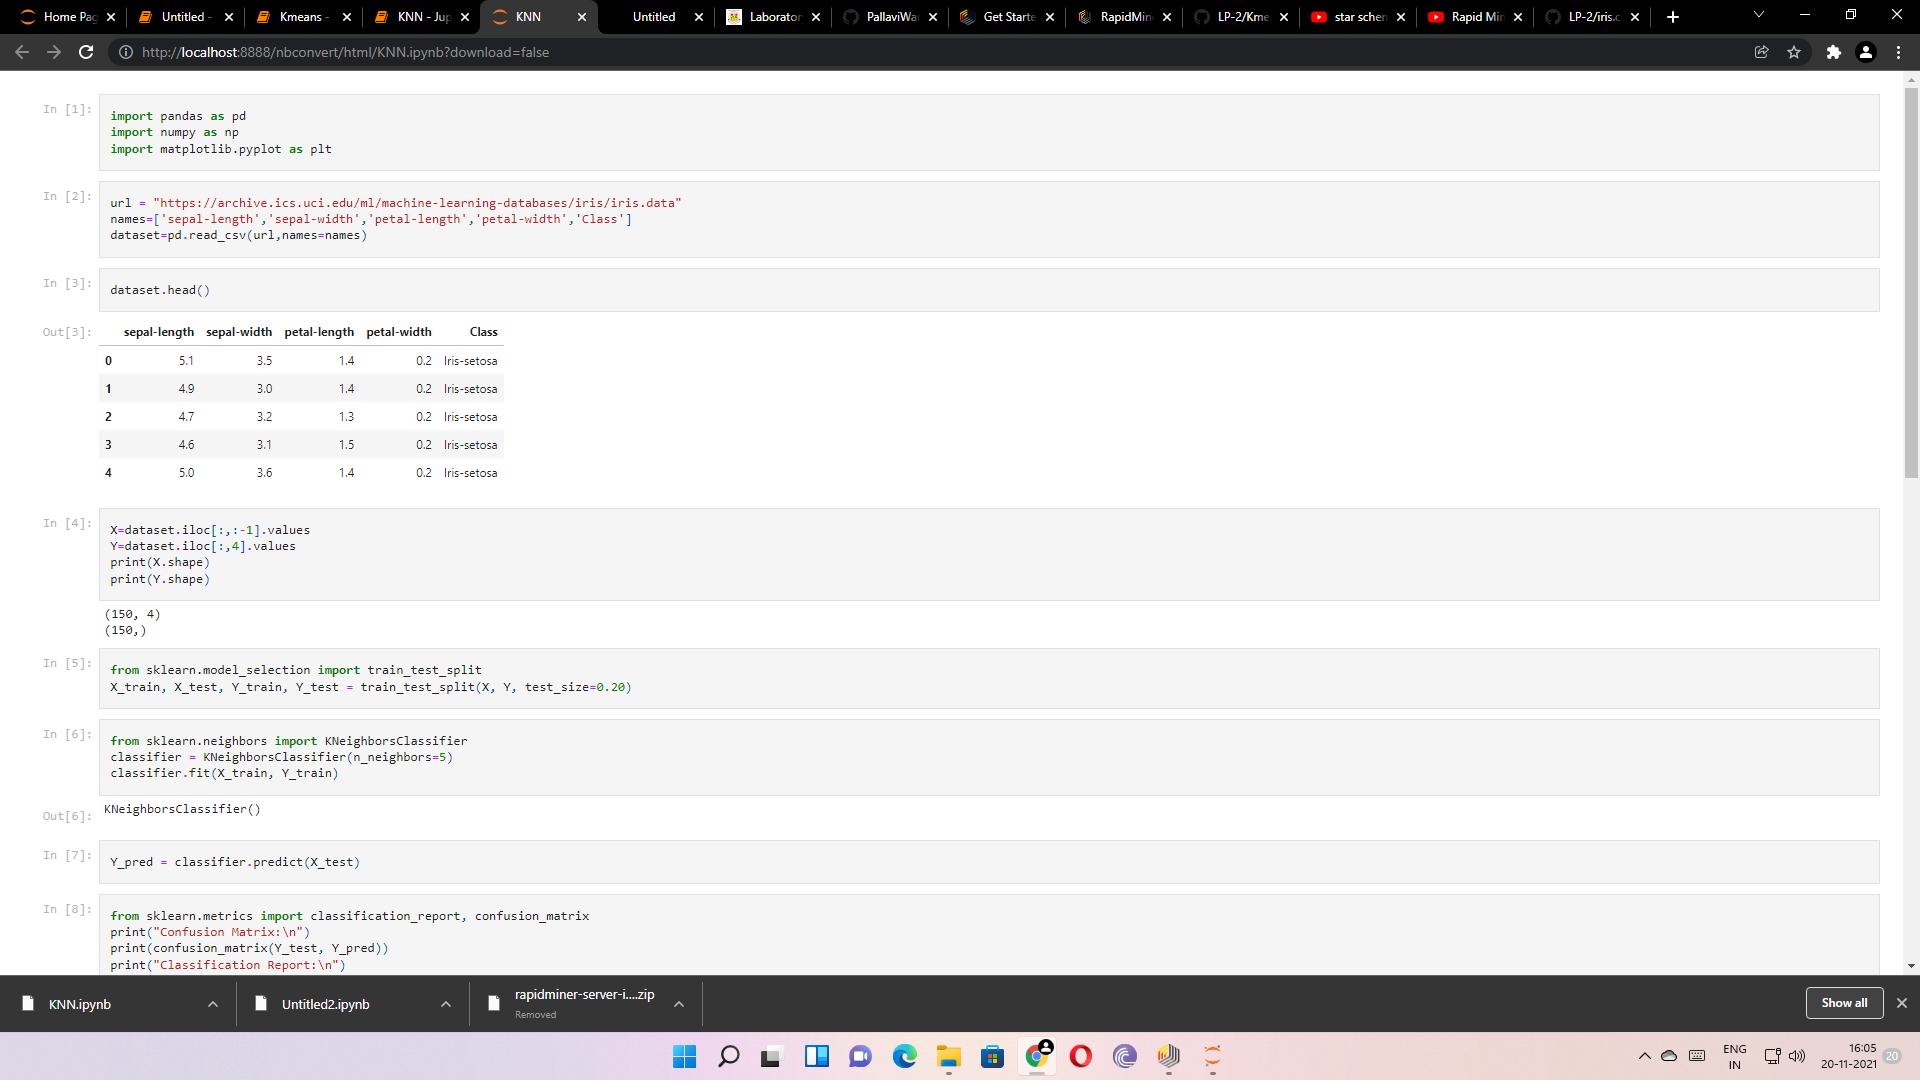 Home Pag
Untitled -
Kmeans -
KNN - Jup
KNN
Untitled
Laborator
PallaviWa
Get Starte
RapidMin
LP-2/Kme
star schem
Rapid Min
LP-2/iris.c
http://localhost:8888/nbconvert/html/KNN.ipynb?download=false
In [1]:
import pandas as pd
import numpy as np
import matplotlib.pyplot as plt
In [2]:
url = "https://archive.ics.uci.edu/ml/machine-learning-databases/iris/iris.data"
names=['sepal-length','sepal-width','petal-length','petal-width','Class']
dataset=pd.read_csv(url,names=names)
In [3]:
dataset.head()
Out[3]:
sepal-length sepal-width petal-length petal-width Class
0 5.1 3.5 1.4 0.2 Iris-setosa
1 4.9 3.0 1.4 0.2 Iris-setosa
2 4.7 3.2 1.3 0.2 Iris-setosa
3 4.6 3.1 1.5 0.2 Iris-setosa
4 5.0 3.6 1.4 0.2 Iris-setosa
In [4]:
X=dataset.iloc[:,:-1].values
Y=dataset.iloc[:,4].values
print(X.shape)
print(Y.shape)
(150, 4)
(150,)
In [5]:
from sklearn.model_selection import train_test_split
X_train, X_test, Y_train, Y_test = train_test_split(X, Y, test_size=0.20)
In [6]:
from sklearn.neighbors import KNeighborsClassifier
classifier = KNeighborsClassifier(n_neighbors=5)
classifier.fit(X_train, Y_train)
Out[6]:
KNeighborsClassifier()
In [7]:
Y_pred = classifier.predict(X_test)
In [8]:
from sklearn.metrics import classification_report, confusion_matrix
print("Confusion Matrix:\n")
print(confusion_matrix(Y_test, Y_pred))
print("Classification Report:\n")
KNN.ipynb
Untitled2.ipynb
rapidminer-server-i....zip
Removed
Show all
ENG
IN
16:05
20-11-2021
20